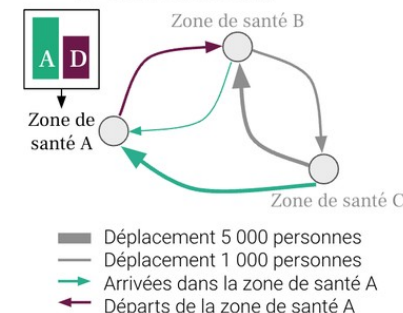 Zone de santé B
A D
Zone de
santé A
Zone de santé C
Déplacement 5 000 personnes
Déplacement 1 000 personnes
Arrivées dans la zone de santé A
Départs de la zone de santé A